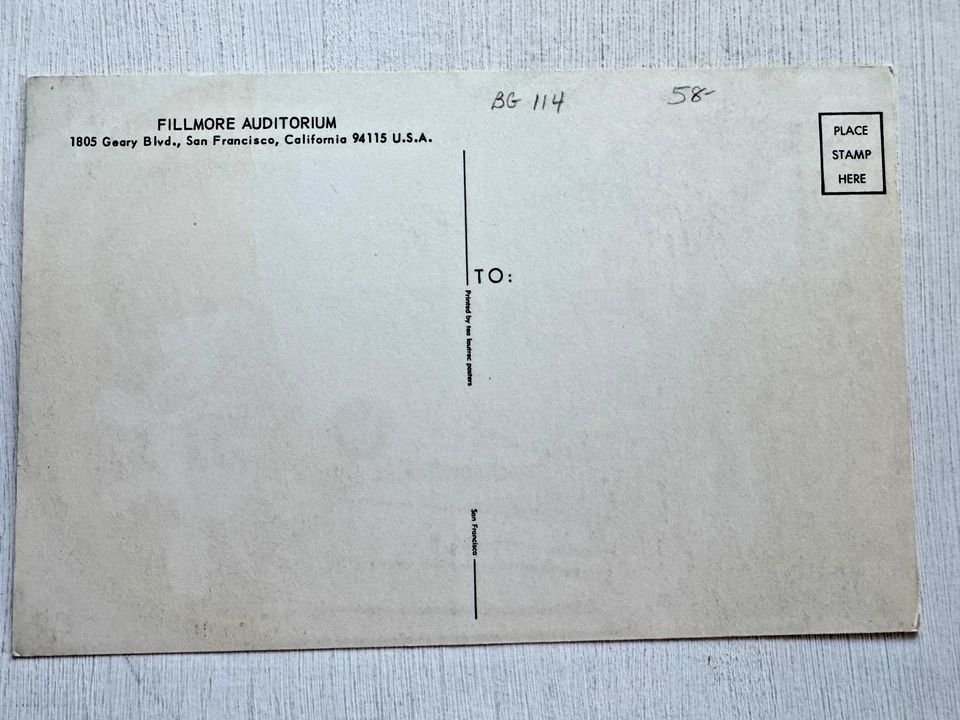 BG 114
58-
FILLMORE AUDITORIUM
1805 Geary Blvd., San Francisco, California 94115 U.S.A.
PLACE
STAMP
HERE
TO:
Printed by tea lautrec posters
San Francisco